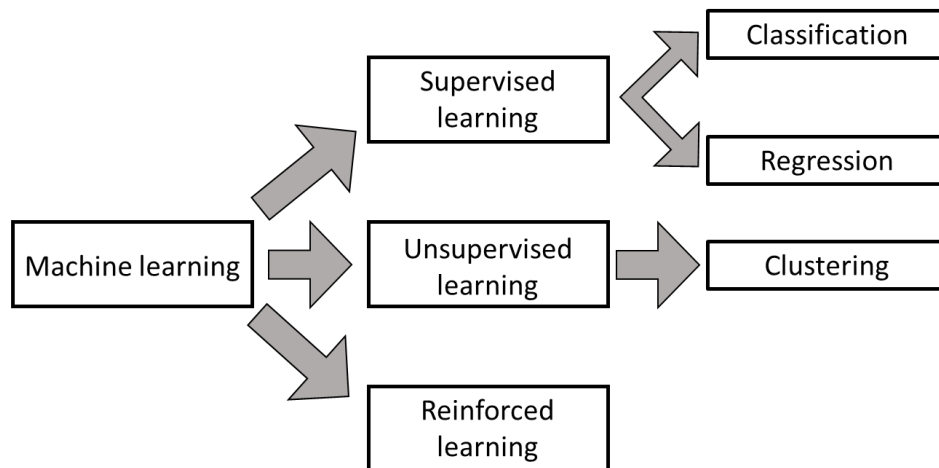 Classification
Supervised
learning
Regression
Machine learning
Unsupervised
learning
Clustering
Reinforced
learning